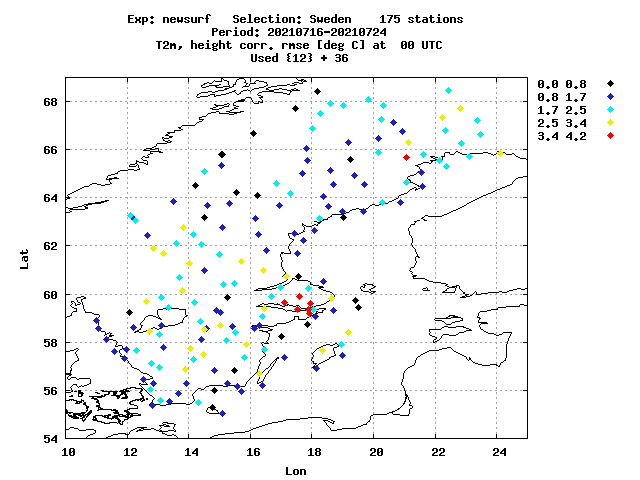 Exp: newsurf Selection: Sweden 175 stations
Period: 20210716-20210724
T2m, height corr. rmse [deg C] at 00 UTC
Used {12} + 36
0.0 0.8
0.8 1.7
1.7 2.5
2.5 3.4
3.4 4.2
68
66
64
62
60
58
56
54
Lat
10 12 14 16 18 20 22 24
Lon